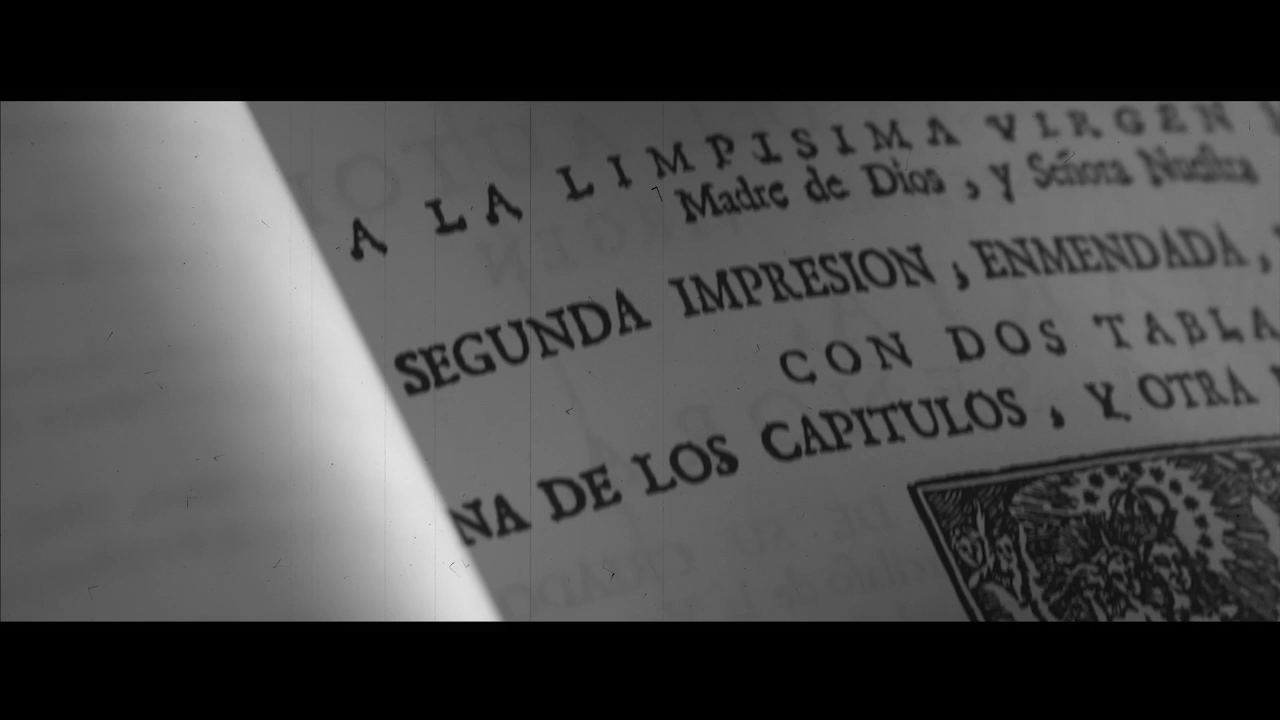 A LA LIMPISIMA VIRGEN
Madre de Dios, y Señora Nuestra
SEGUNDA IMPRESION, ENMENDADA,
CON DOS TABLA
NA DE LOS CAPITULOS, Y OTRA